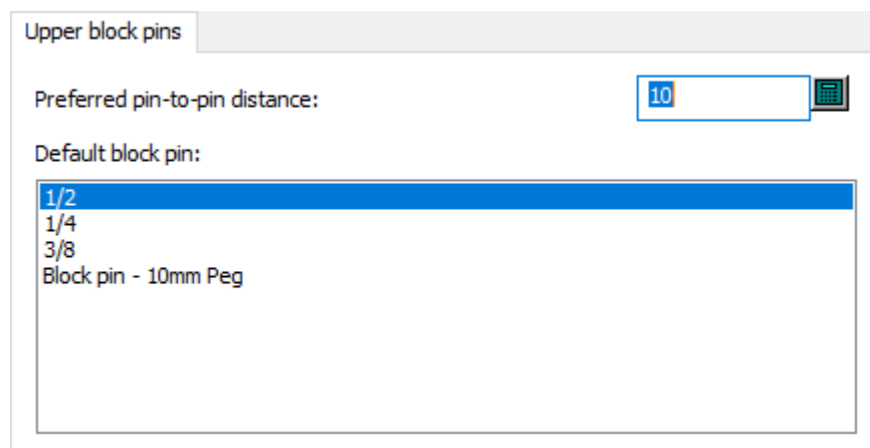 Upper block pins
Preferred pin-to-pin distance: 10
Default block pin:
1/2
1/4
3/8
Block pin - 10mm Peg